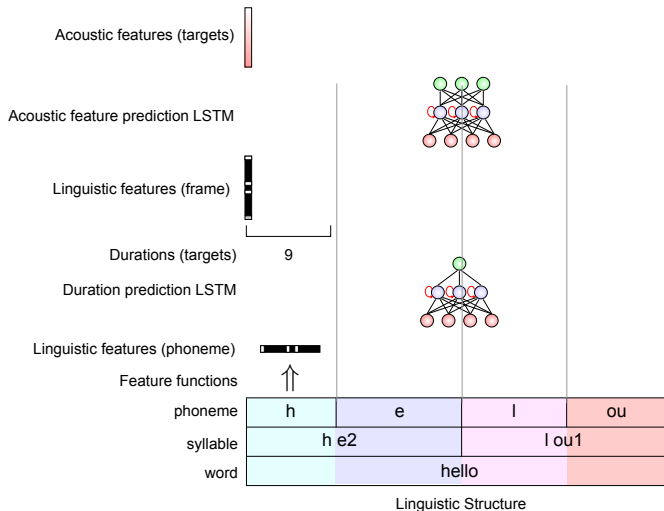 Acoustic features (targets)
Acoustic feature prediction LSTM
Linguistic features (frame)
Durations (targets) 9
Duration prediction LSTM
Linguistic features (phoneme)
Feature functions
phoneme h e l ou
syllable h e2 l ou1
word hello
Linguistic Structure